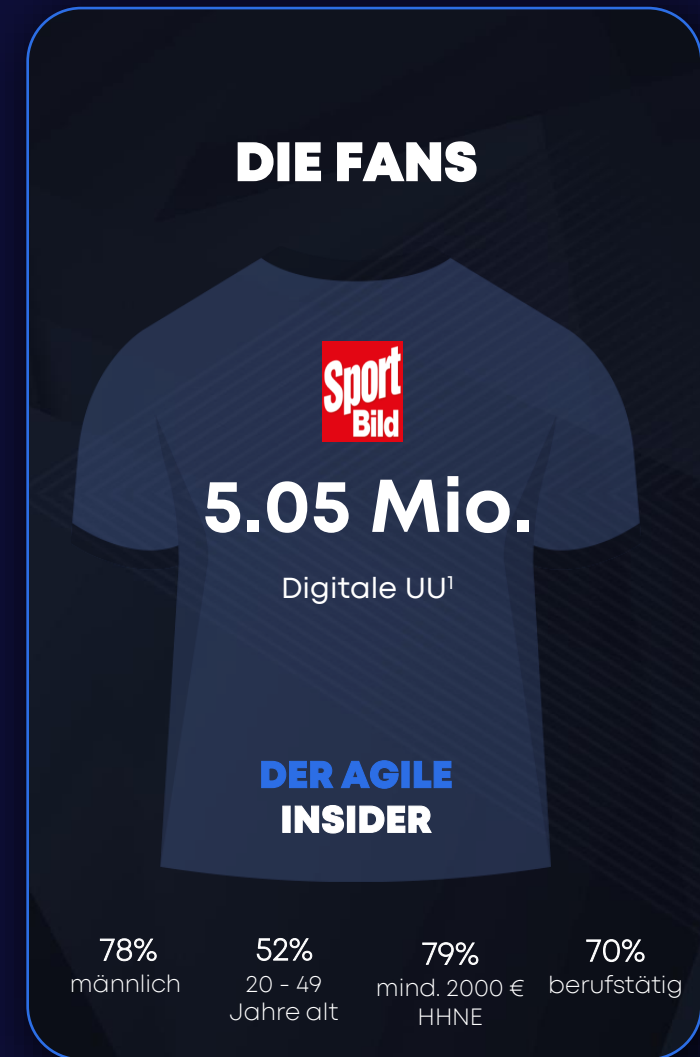 DIE FANS
Sport
Bild
5.05 Mio.
Digitale UU¹
DER AGILE
INSIDER
78%
männlich
52%
20 - 49
Jahre alt
79%
mind. 2000 €
HHNE
70%
berufstätig